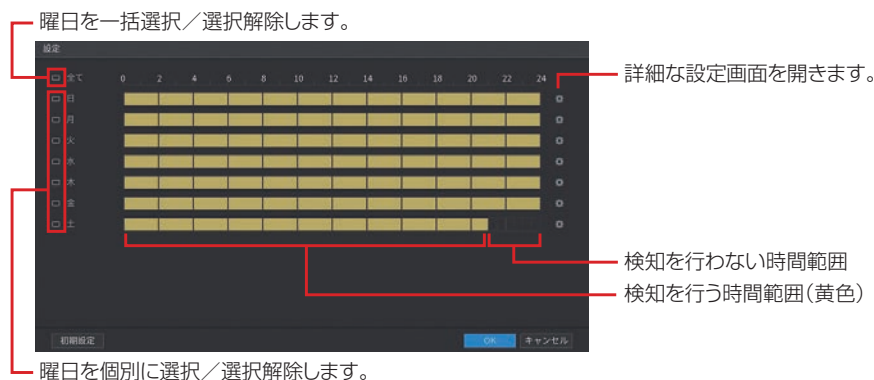 曜日を一括選択／選択解除します。
設定
全て 0 2 4 6 8 10 12 14 16 18 20 22 24
詳細な設定画面を開きます。
日
月
火
水
木
金
土
検知を行わない時間範囲
検知を行う時間範囲（黄色）
初期設定 OK キャンセル
曜日を個別に選択／選択解除します。